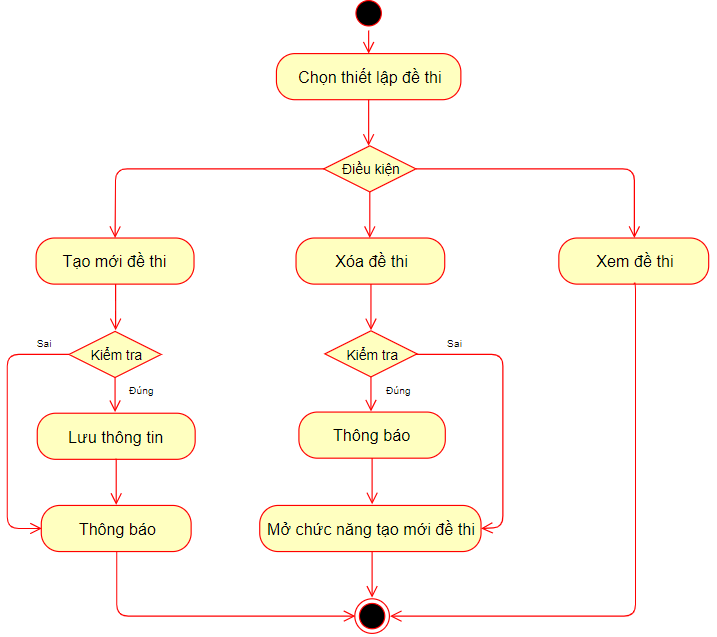 Chọn thiết lập đề thi
Điều kiện
Tạo mới đề thi
Xóa đề thi
Xem đề thi
Sai
Kiểm tra
Kiểm tra
Sai
Đúng
Đúng
Lưu thông tin
Thông báo
Thông báo
Mở chức năng tạo mới đề thi